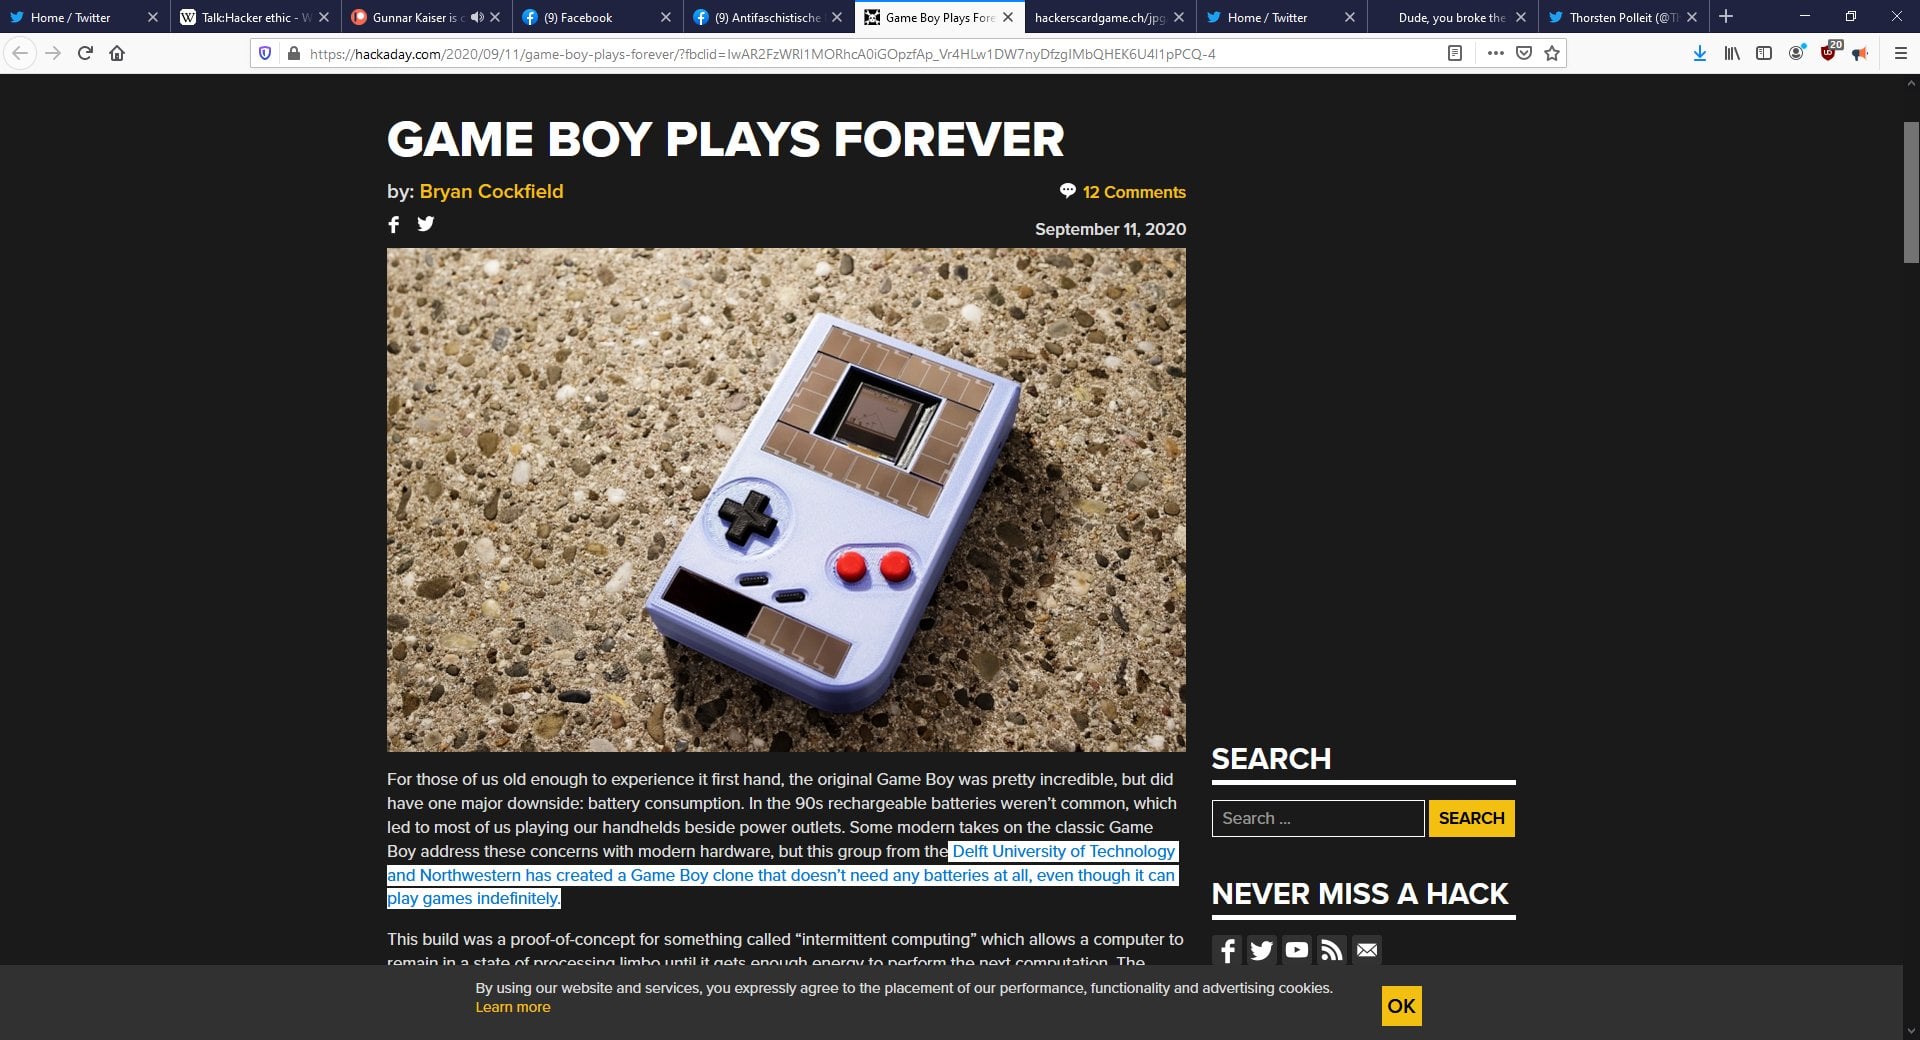 Home / Twitter
Talk:Hacker ethic - W
Gunnar Kaiser is c
(9) Facebook
(9) Antifaschistische
Game Boy Plays Fore
hackerscardgame.ch/jpg
Home / Twitter
Dude, you broke the
Thorsten Polleit (@Th
https://hackaday.com/2020/09/11/game-boy-plays-forever/?fbclid=IwAR2FzWRl1MORhcA0iGOpzfAp_Vr4HLw1DW7nyDfzgIMbQHEK6U4l1pPCQ-4
20
GAME BOY PLAYS FOREVER
by: Bryan Cockfield
12 Comments
September 11, 2020
For those of us old enough to experience it first hand, the original Game Boy was pretty incredible, but did
have one major downside: battery consumption. In the 90s rechargeable batteries weren't common, which
led to most of us playing our handhelds beside power outlets. Some modern takes on the classic Game
Boy address these concerns with modern hardware, but this group from the Delft University of Technology
and Northwestern has created a Game Boy clone that doesn't need any batteries at all, even though it can
play games indefinitely.
This build was a proof-of-concept for something called “intermittent computing” which allows a computer to
remain in a state of processing limbo until it gets enough energy to perform the next computation. The
SEARCH
Search ...
SEARCH
NEVER MISS A HACK
By using our website and services, you expressly agree to the placement of our performance, functionality and advertising cookies.
Learn more
OK